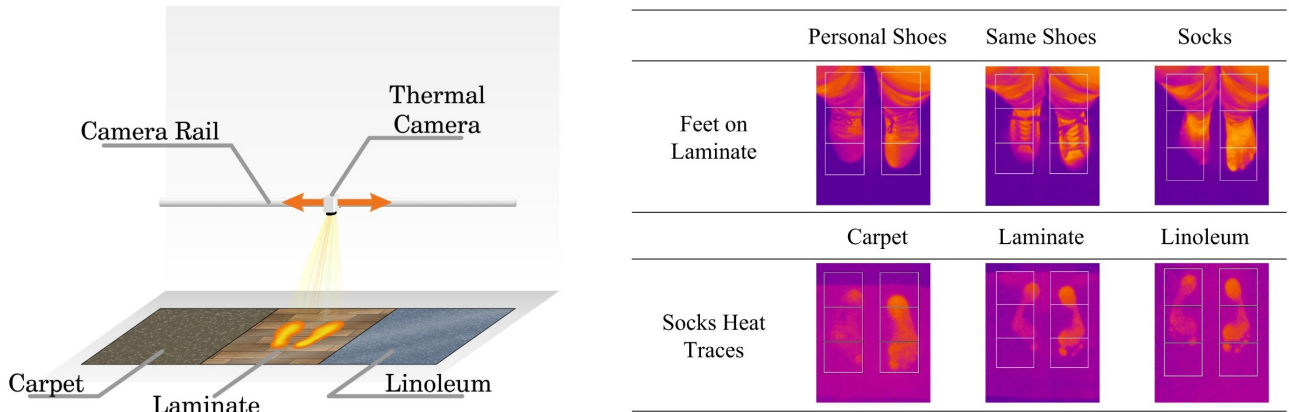 Thermal
Camera
Camera Rail
Carpet
Laminate
Linoleum
Personal Shoes Same Shoes Socks
Feet on
Laminate
Carpet Laminate Linoleum
Socks Heat
Traces